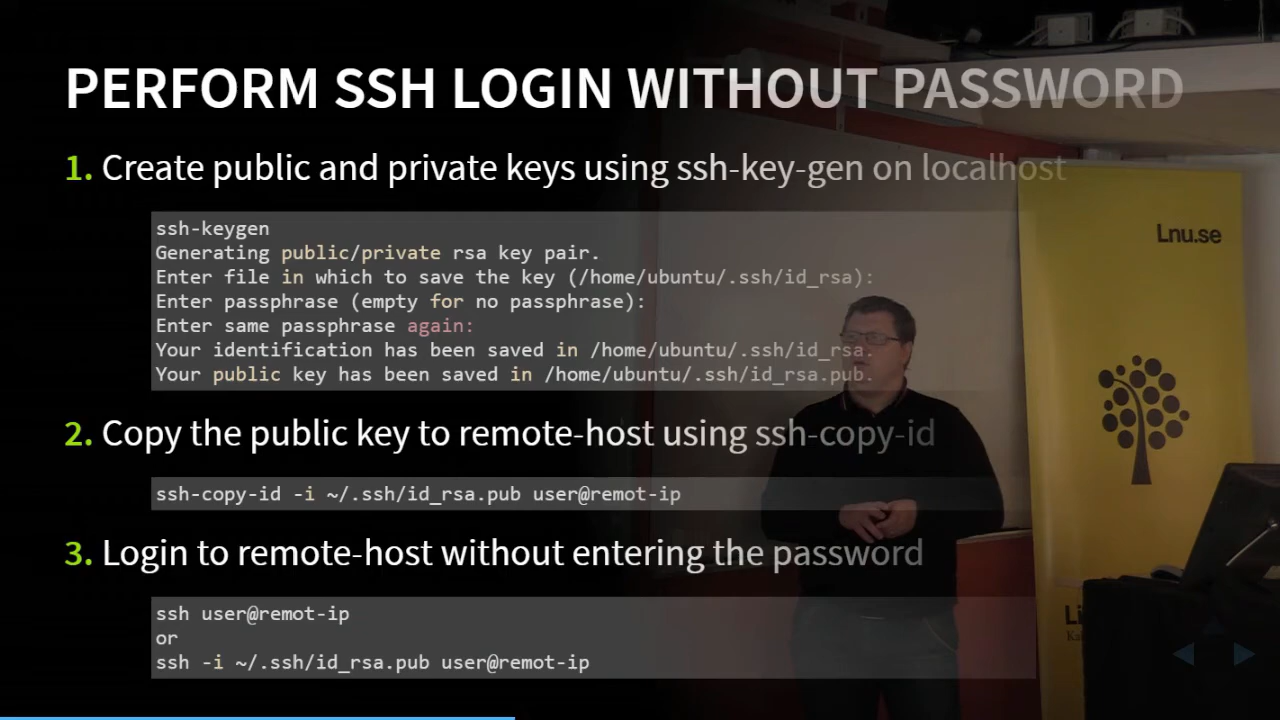 PERFORM SSH LOGIN WITHOUT PASSWORD
1. Create public and private keys using ssh-key-gen on localhost
ssh-keygen
Generating public/private rsa key pair.
Enter file in which to save the key (/home/ubuntu/.ssh/id_rsa):
Enter passphrase (empty for no passphrase):
Enter same passphrase again:
Your identification has been saved in /home/ubuntu/.ssh/id_rsa.
Your public key has been saved in /home/ubuntu/.ssh/id_rsa.pub.
2. Copy the public key to remote-host using ssh-copy-id
ssh-copy-id -i ~/.ssh/id_rsa.pub user@remot-ip
3. Login to remote-host without entering the password
ssh user@remot-ip
or
ssh -i ~/.ssh/id_rsa.pub user@remot-ip
Lnu.se